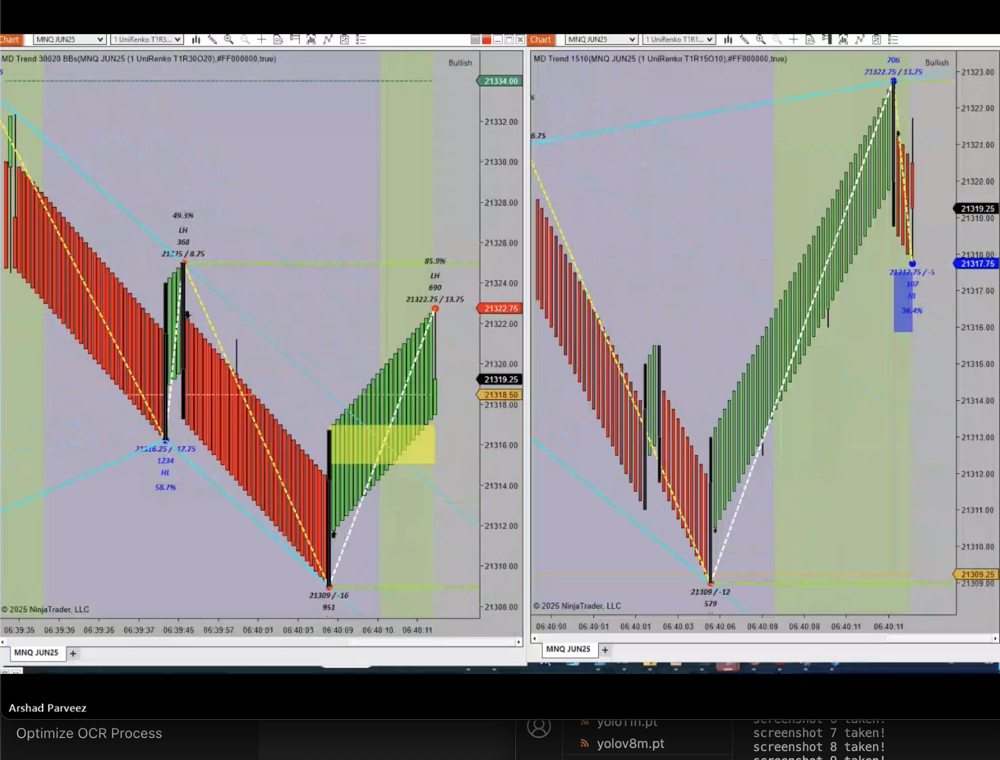 Chart
MNQ JUN25
1 UniRenko T1R3...
MD Trend 30020 BBs(MNQ JUN25 (1 UniRenko T1R30O20),#FF000000,true)
Bullish
21334.00
21332.00
21330.00
21328.00
21326.00
21324.00
21322.75
21322.00
21320.00
21319.25
21318.50
21318.00
21316.00
21314.00
21312.00
21310.00
21308.00
49.3%
LH
368
21325 / 8.75
85.9%
LH
690
21322.75 / 13.75
1234
HL
58.7%
21309 / -16
951
© 2025 NinjaTrader, LLC
06:39:35
06:39:36
06:39:36
06:39:37
06:39:45
06:39:57
06:40:01
06:40:03
06:40:09
06:40:10
06:40:11
MNQ JUN25
+
Chart
MNQ JUN25
1 UniRenko T1R1...
MD Trend 1510(MNQ JUN25 (1 UniRenko T1R15O10),#FF000000,true)
Bullish
706
21322.75 / 13.75
6.75
21323.00
21322.00
21321.00
21320.00
21319.25
21319.00
21318.00
21317.75
21317.00
21316.00
21315.00
21314.00
21313.00
21312.00
21311.00
21310.00
21309.25
21309.00
21317.75 / -5
107
HL
36.4%
21309 / -12
579
© 2025 NinjaTrader, LLC
06:40:00
06:40:01
06:40:01
06:40:05
06:40:06
06:40:09
06:40:09
06:40:11
06:40:11
MNQ JUN25
+
Arshad Parveez
Optimize OCR Process
yolo11n.pt
yolov8m.pt
screenshot 7 taken!
screenshot 8 taken!